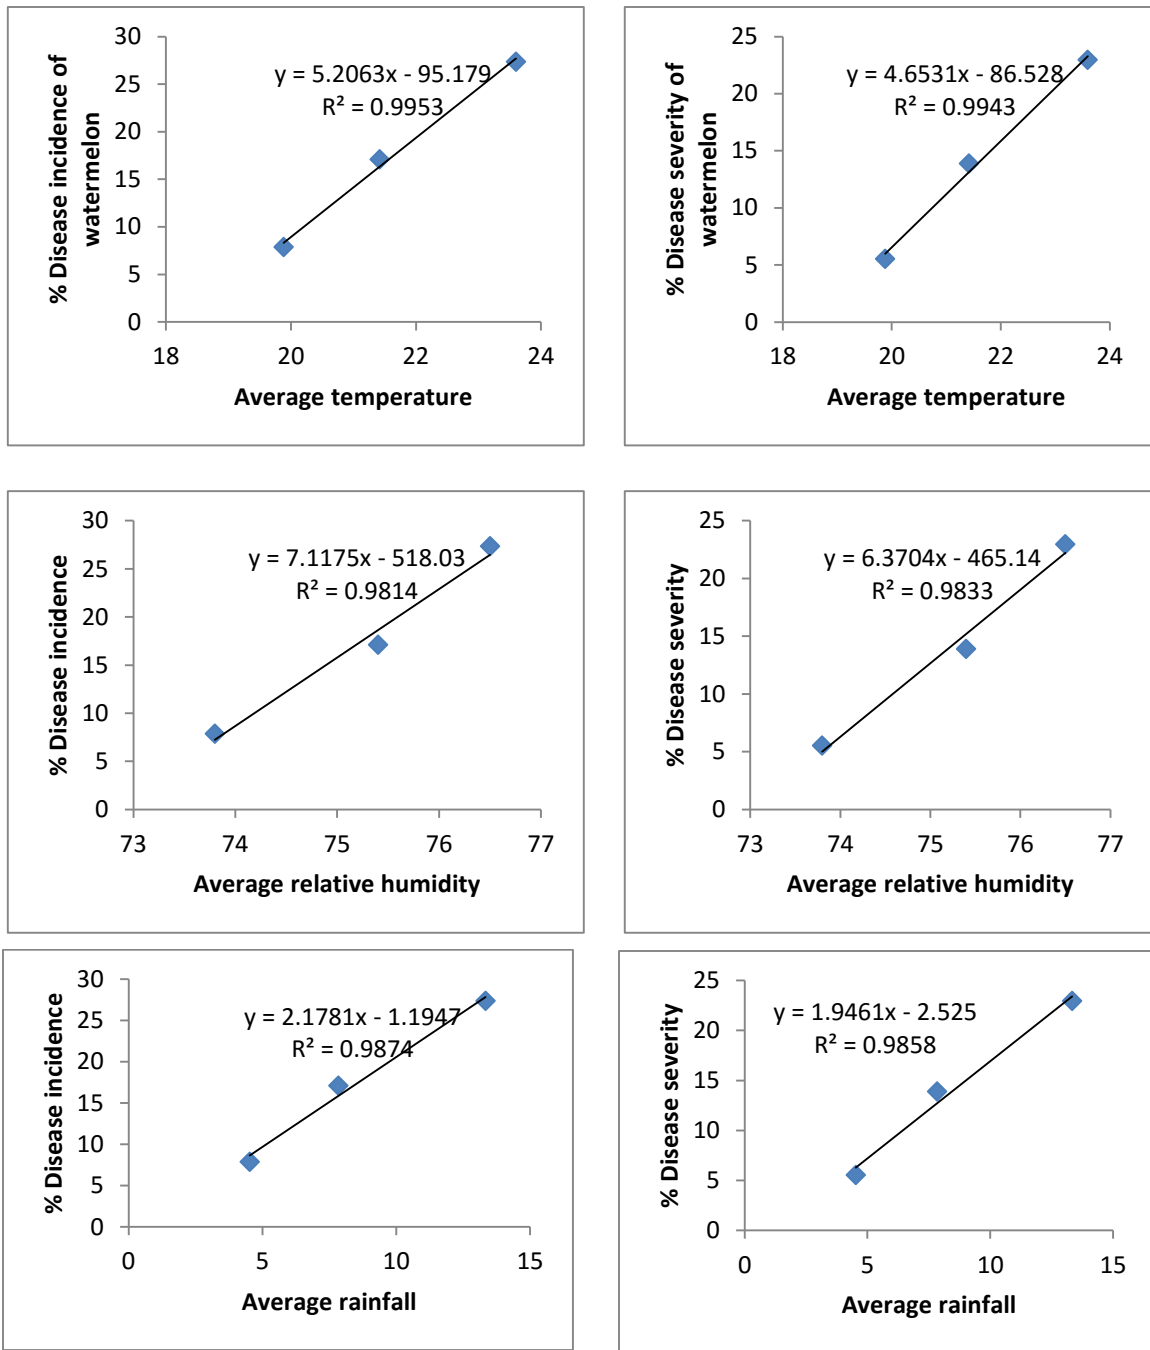 30
25
20
15
10
5
0
% Disease incidence of
watermelon
y = 5.2063x - 95.179
R² = 0.9953
18 20 22 24
Average temperature
25
20
15
10
5
0
% Disease severity of
watermelon
y = 4.6531x - 86.528
R² = 0.9943
18 20 22 24
Average temperature
30
25
20
15
10
5
0
% Disease incidence
y = 7.1175x - 518.03
R² = 0.9814
73 74 75 76 77
Average relative humidity
25
20
15
10
5
0
% Disease severity
y = 6.3704x - 465.14
R² = 0.9833
73 74 75 76 77
Average relative humidity
30
25
20
15
10
5
0
% Disease incidence
y = 2.1781x - 1.1947
R² = 0.9874
0 5 10 15
Average rainfall
25
20
15
10
5
0
% Disease severity
y = 1.9461x - 2.525
R² = 0.9858
0 5 10 15
Average rainfall